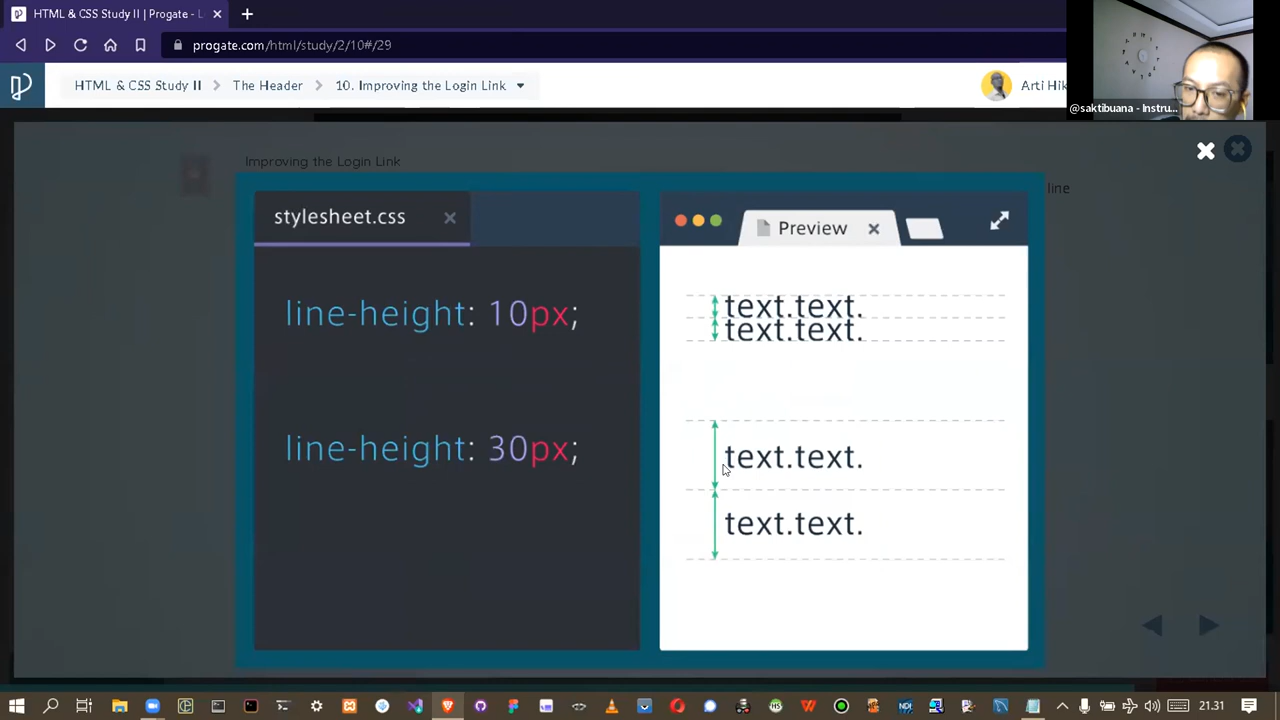 HTML & CSS Study II | Progate - L
progate.com/html/study/2/10#/29
@saktibuana - Instru...
HTML & CSS Study II
The Header
10. Improving the Login Link
Arti Hik
Improving the Login Link
line
stylesheet.css
Preview
line-height: 10px;
text.text.
text.text.
line-height: 30px;
text.text.
text.text.
21.31